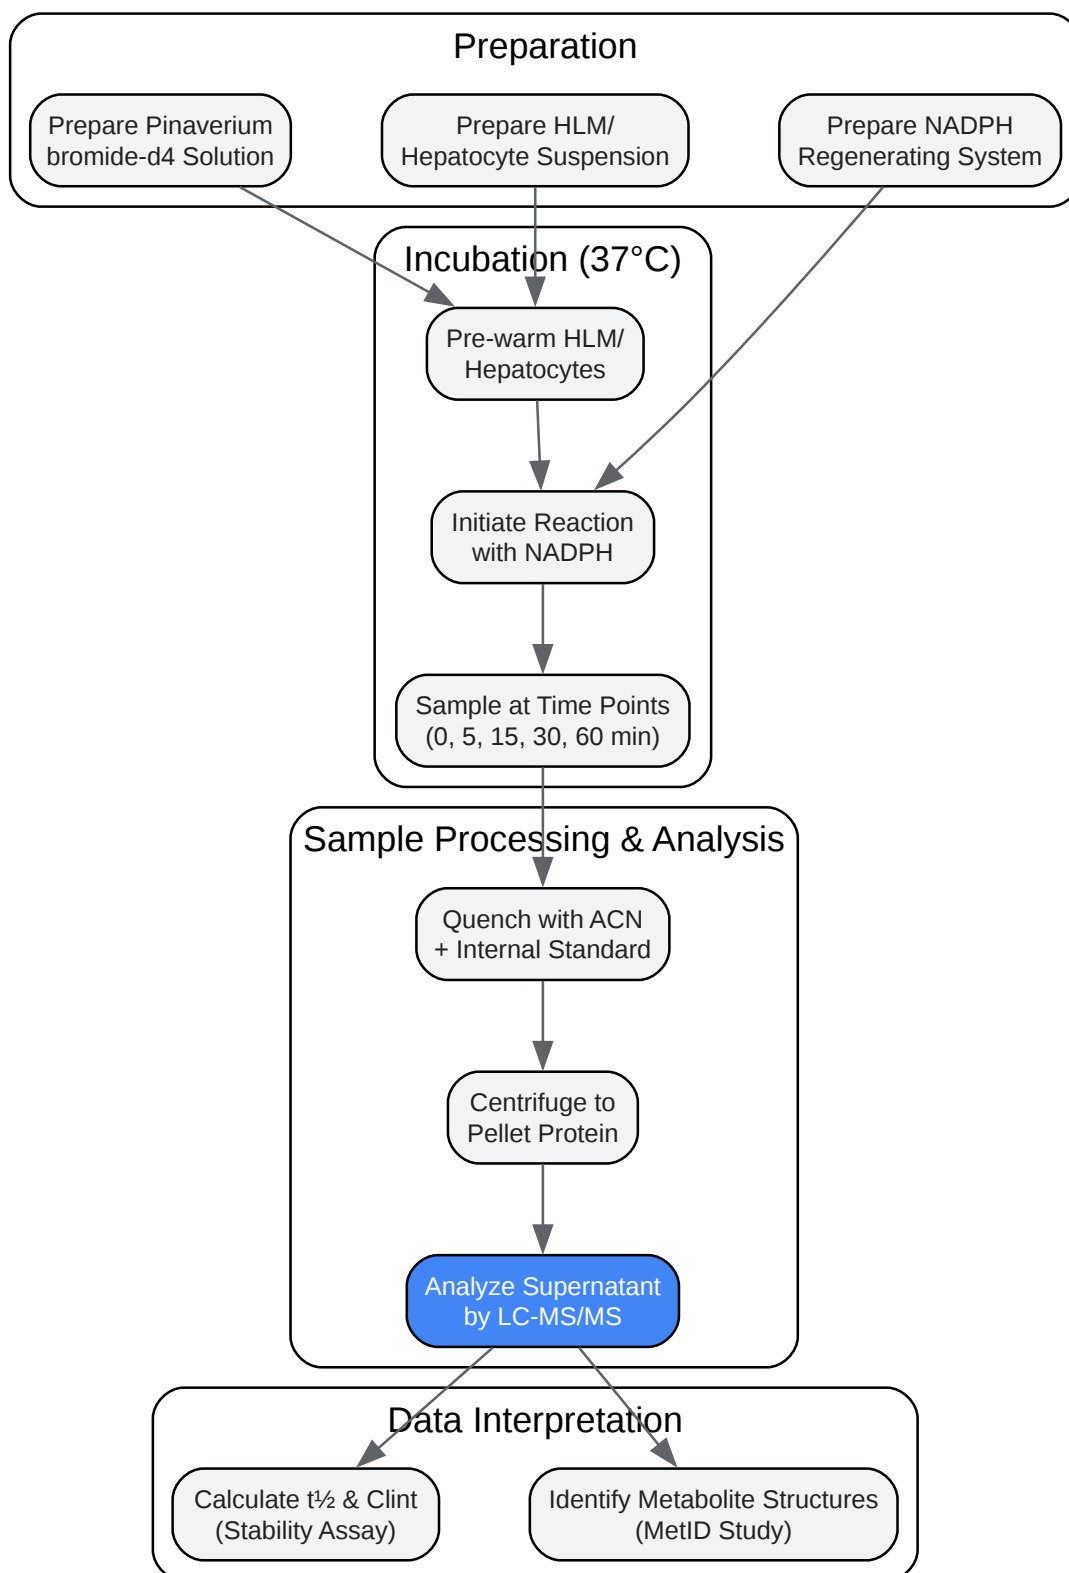 Preparation
Prepare Pinaverium
bromide-d4 Solution
Prepare HLM/
Hepatocyte Suspension
Prepare NADPH
Regenerating System
Incubation (37°C)
Pre-warm HLM/
Hepatocytes
Initiate Reaction
with NADPH
Sample at Time Points
(0, 5, 15, 30, 60 min)
Sample Processing & Analysis
Quench with ACN
+ Internal Standard
Centrifuge to
Pellet Protein
Analyze Supernatant
by LC-MS/MS
Data Interpretation
Calculate t½ & Clint
(Stability Assay)
Identify Metabolite Structures
(MetID Study)